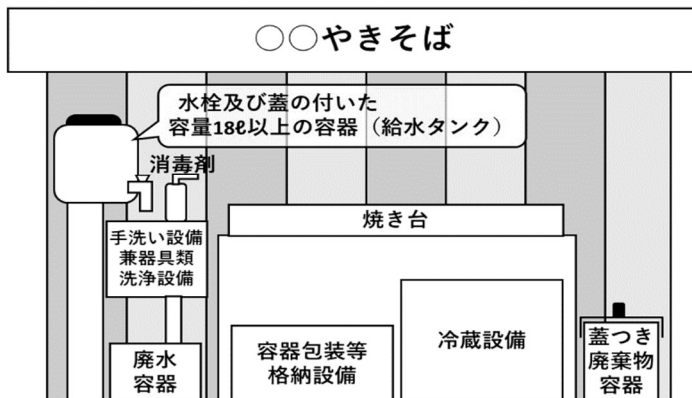 ○○やきそば
水栓及び蓋の付いた
容量18ℓ以上の容器（給水タンク）
消毒剤
手洗い設備
兼器具類
洗浄設備
焼き台
容器包装等
格納設備
冷蔵設備
廃水
容器
蓋つき
廃棄物
容器